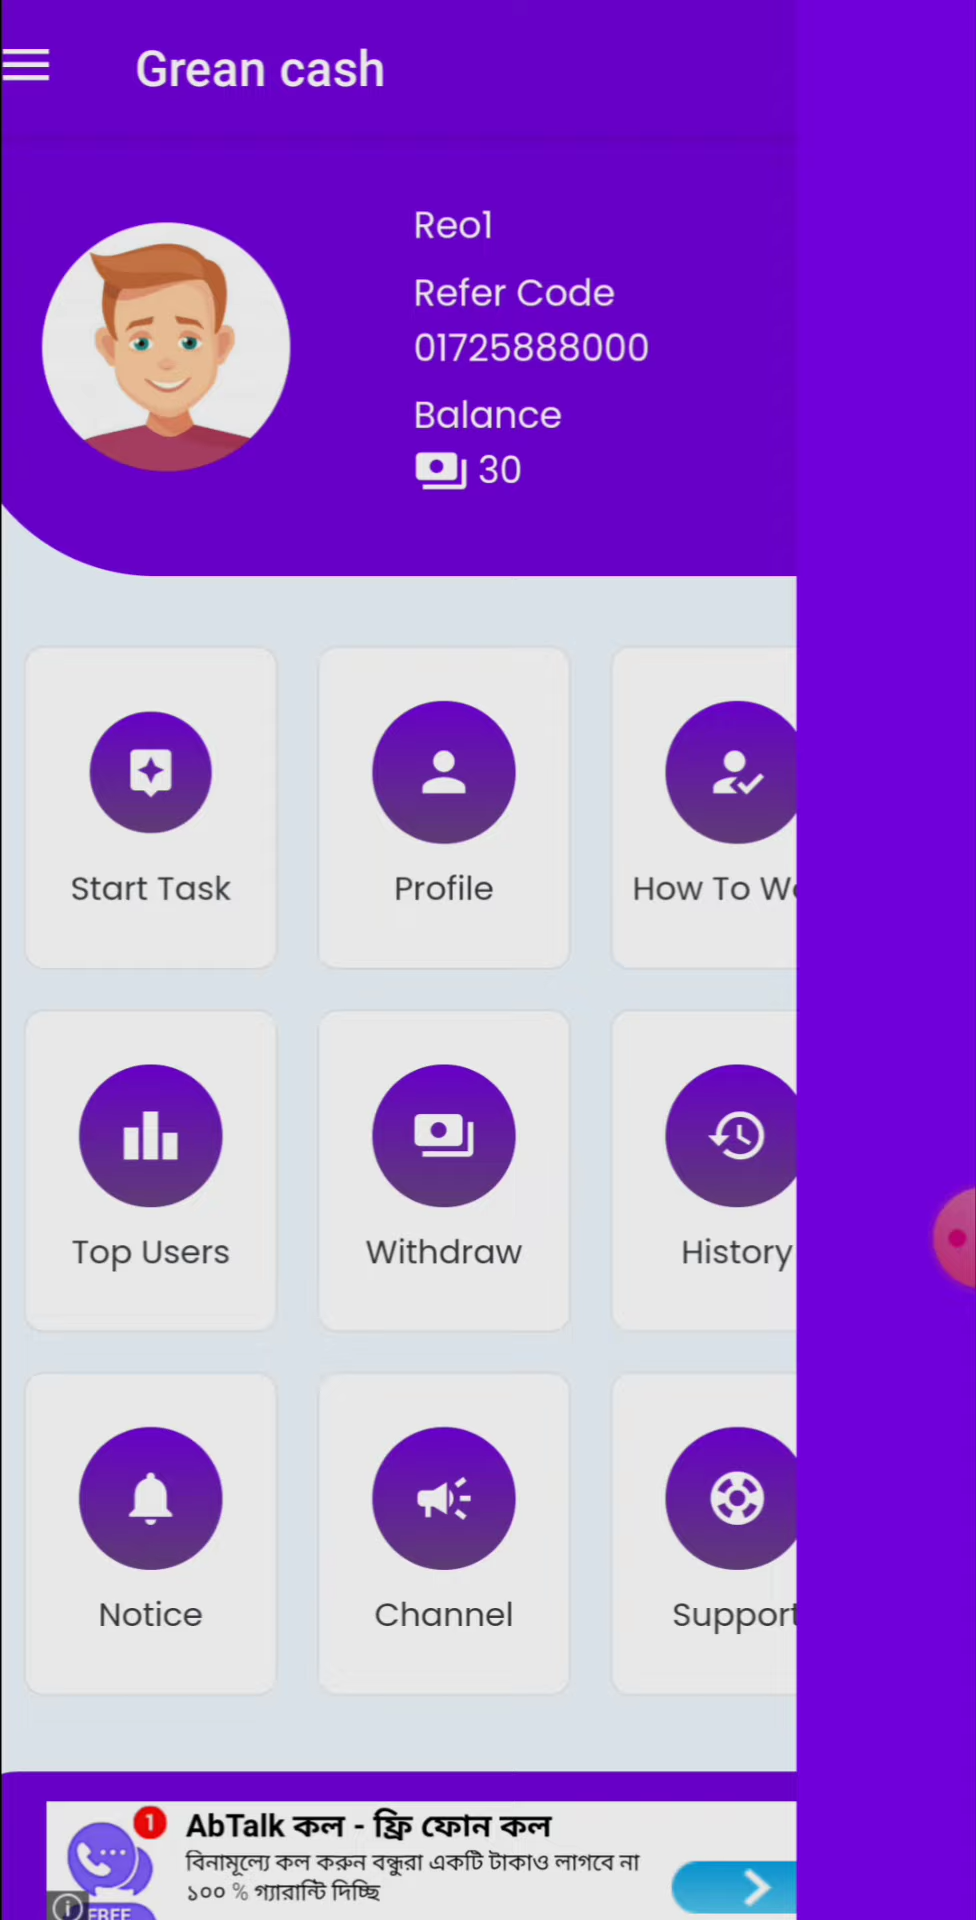 Grean cash
Reo1
Refer Code
01725888000
Balance
30
Start Task
Profile
How To
Top Users
Withdraw
History
Notice
Channel
Support
1
AbTalk কল - ফ্রি ফোন কল
বিনামূল্যে কল করুন বন্ধুরা একটি টাকাও লাগবে না
১০০ % গ্যারান্টি দিচ্ছি
FREE